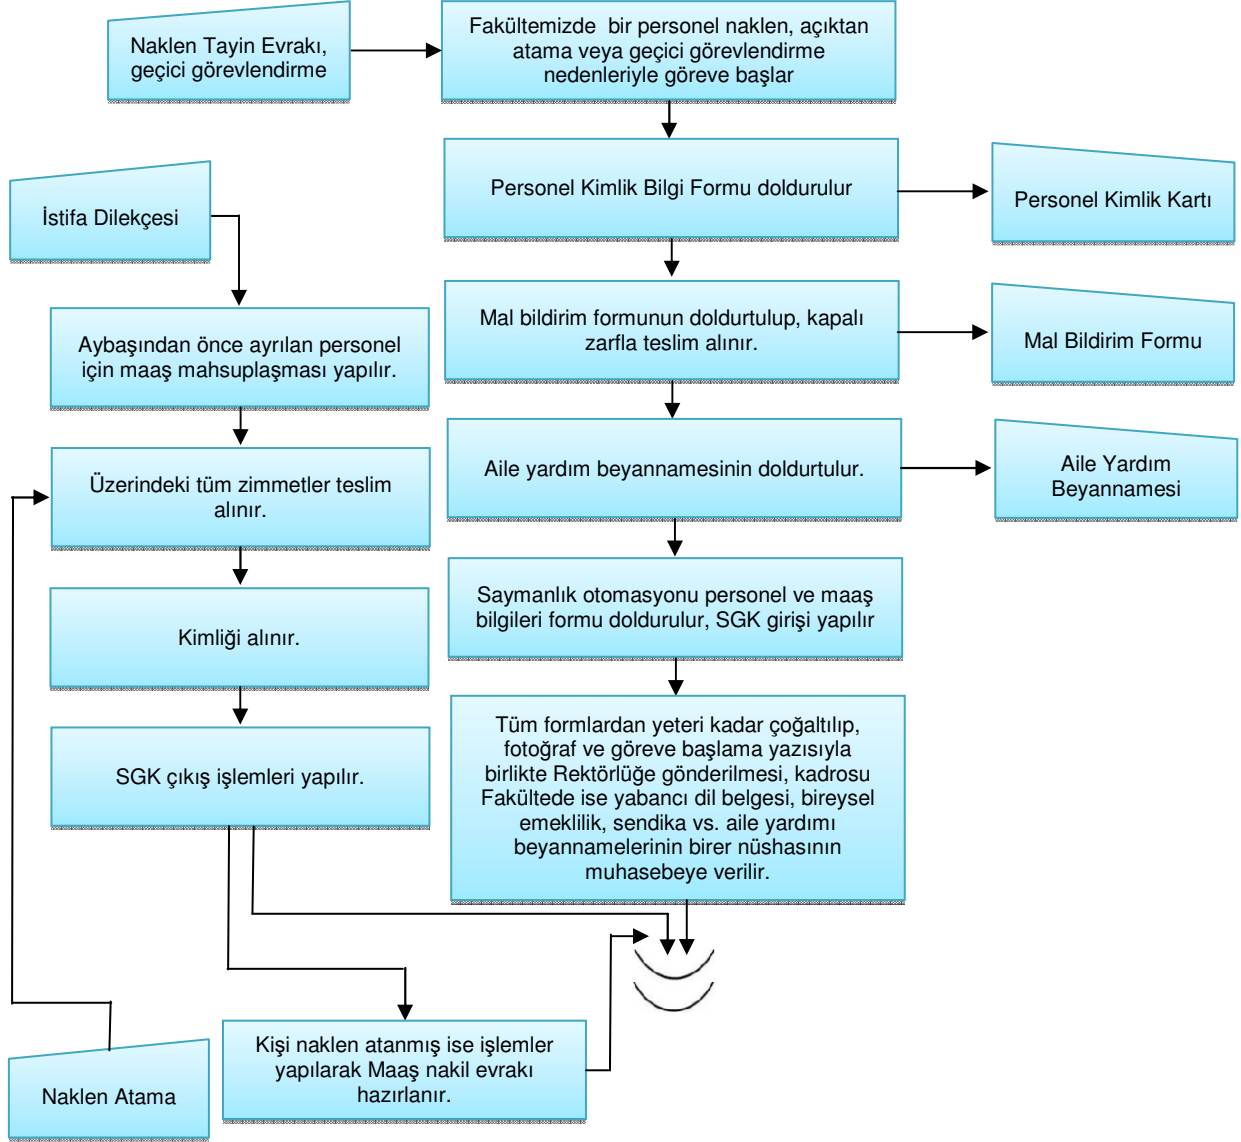 Naklen Tayin Evrakı,
geçici görevlendirme
Fakültemizde bir personel naklen, açıktan
atama veya geçici görevlendirme
nedenleriyle göreve başlar
Personel Kimlik Bilgi Formu doldurulur
Personel Kimlik Kartı
İstifa Dilekçesi
Mal bildirim formunun doldurtulup, kapalı
zarfla teslim alınır.
Mal Bildirim Formu
Aybaşından önce ayrılan personel
için maaş mahsuplaşması yapılır.
Aile yardım beyannamesinin doldurtulur.
Aile Yardım
Beyannamesi
Üzerindeki tüm zimmetler teslim
alınır.
Saymanlık otomasyonu personel ve maaş
bilgileri formu doldurulur, SGK girişi yapılır
Kimliği alınır.
Tüm formlardan yeteri kadar çoğaltılıp,
fotoğraf ve göreve başlama yazısıyla
birlikte Rektörlüğe gönderilmesi, kadrosu
Fakültede ise yabancı dil belgesi, bireysel
emeklilik, sendika vs. aile yardımı
beyannamelerinin birer nüshasının
muhasebeye verilir.
SGK çıkış işlemleri yapılır.
Kişi naklen atanmış ise işlemler
yapılarak Maaş nakil evrakı
hazırlanır.
Naklen Atama